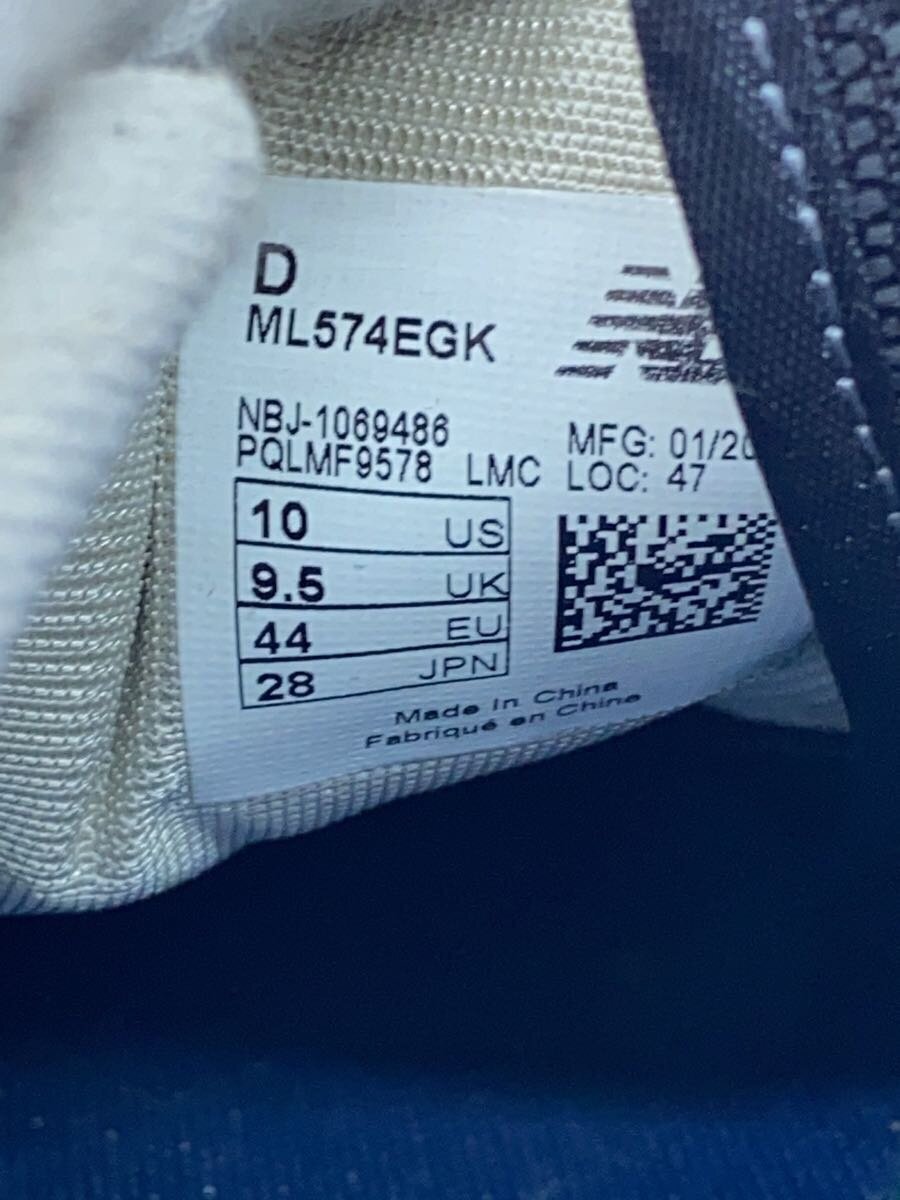 D
ML574EGK
NBJ-1069486
PQLMF9578 LMC
MFG: 01/20
LOC: 47
10 US
9.5 UK
44 EU
28 JPN
Made in China
Fabriqué en Chine